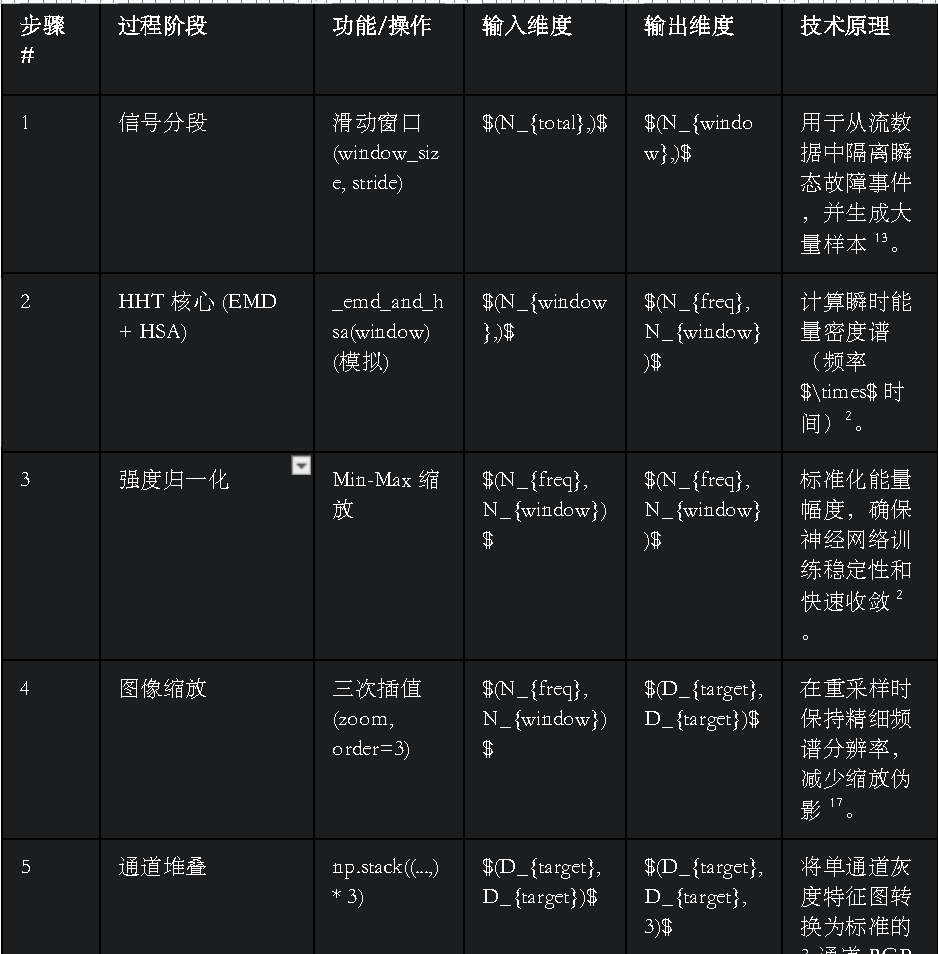 步骤 过程阶段 功能/操作 输入维度 输出维度 技术原理
#
1 信号分段 滑动窗口 $(N_{total},)$ $(N_{windo 用于从流数
(window_siz w},)$ 据中隔离瞬
e, stride) 态故障事件
，并生成大
量样本 13。
2 HHT 核心 (EMD _emd_and_h $(N_{window $(N_{freq}, 计算瞬时能
+ HSA) sa(window) },)$ N_{window} 量密度谱
(模拟) )$ （频率
$\times$ 时
间）2。
3 强度归一化 Min-Max 缩 $(N_{freq}, $(N_{freq}, 标准化能量
放 N_{window}) N_{window} 幅度，确保
$ )$ 神经网络训
练稳定性和
快速收敛 2
。
4 图像缩放 三次插值 $(N_{freq}, $(D_{target}, 在重采样时
(zoom, N_{window}) D_{target})$ 保持精细频
order=3) $ 谱分辨率，
减少缩放伪
影 17。
5 通道堆叠 np.stack((...,) $(D_{target}, $(D_{target}, 将单通道灰
* 3) D_{target})$ D_{target}, 度特征图转
3)$ 换为标准的